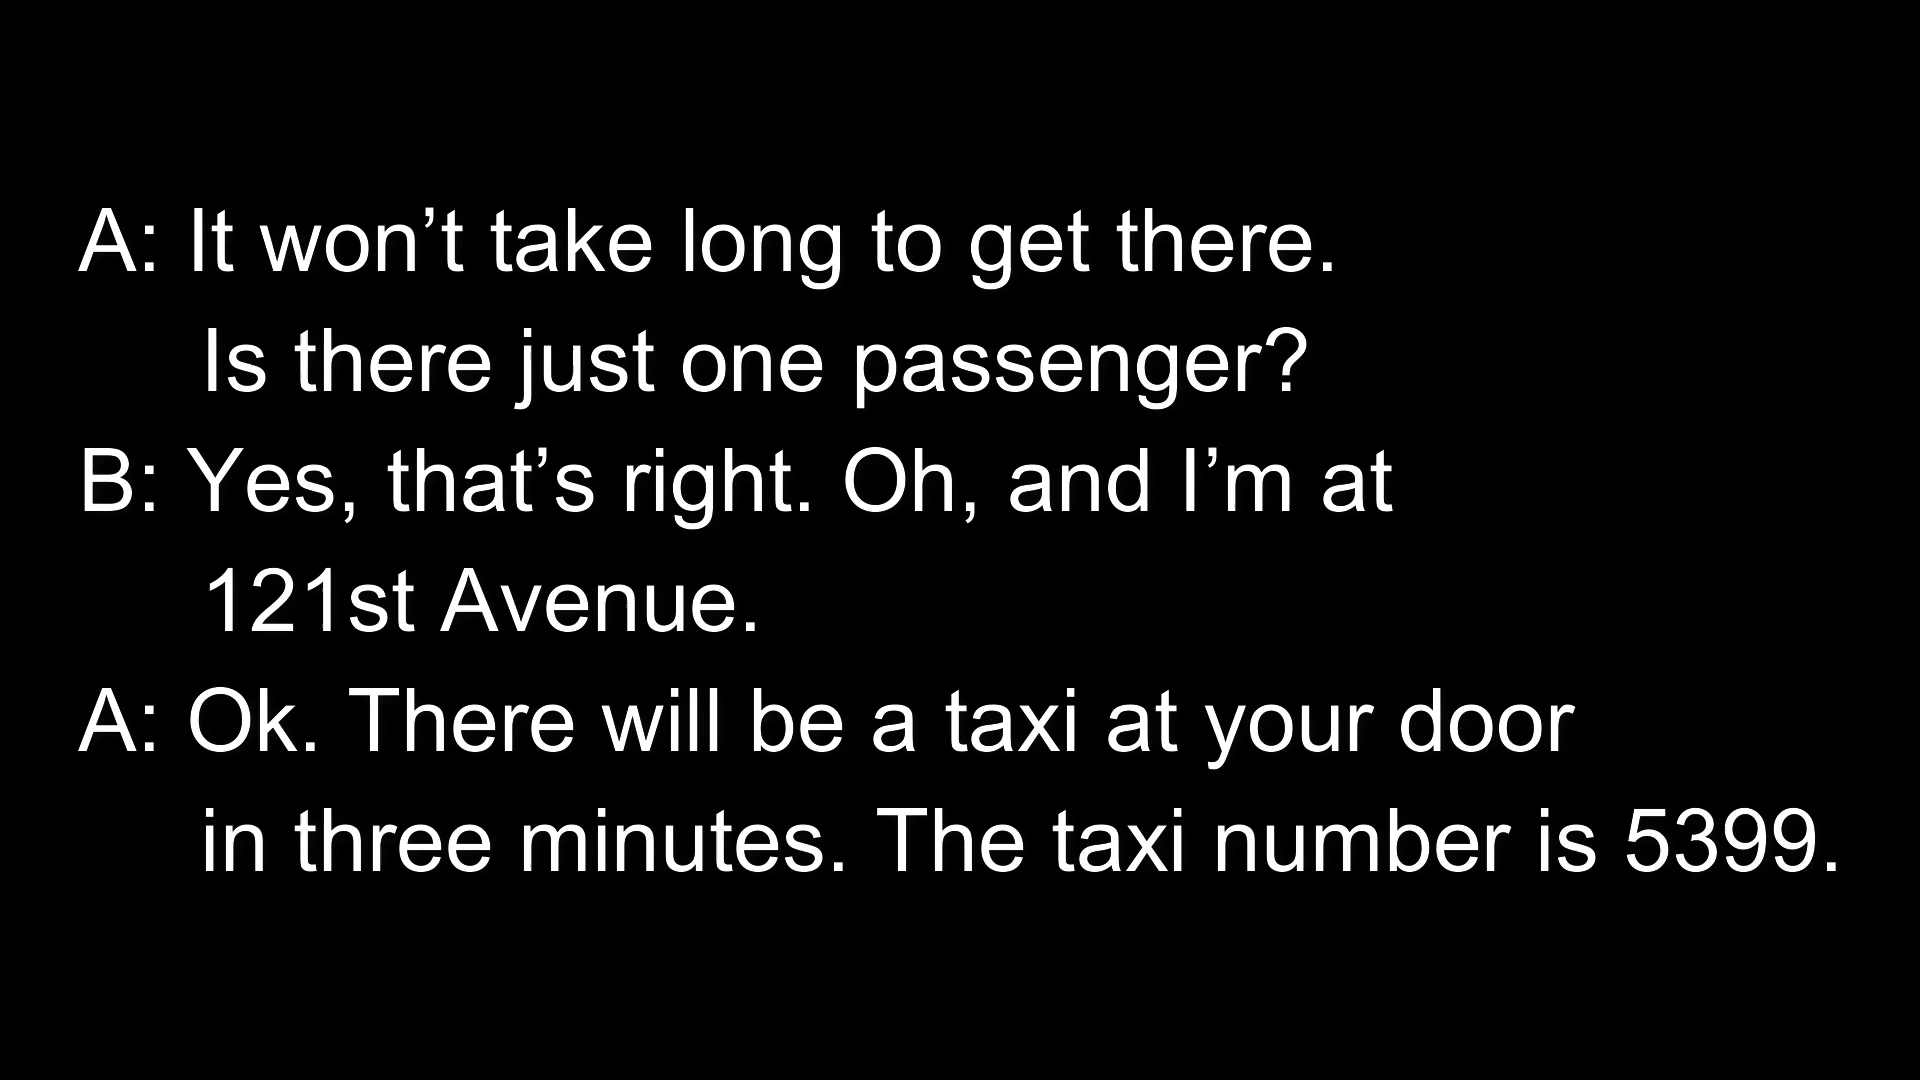 A: It won’t take long to get there.
Is there just one passenger?
B: Yes, that’s right. Oh, and I’m at
121st Avenue.
A: Ok. There will be a taxi at your door
in three minutes. The taxi number is 5399.